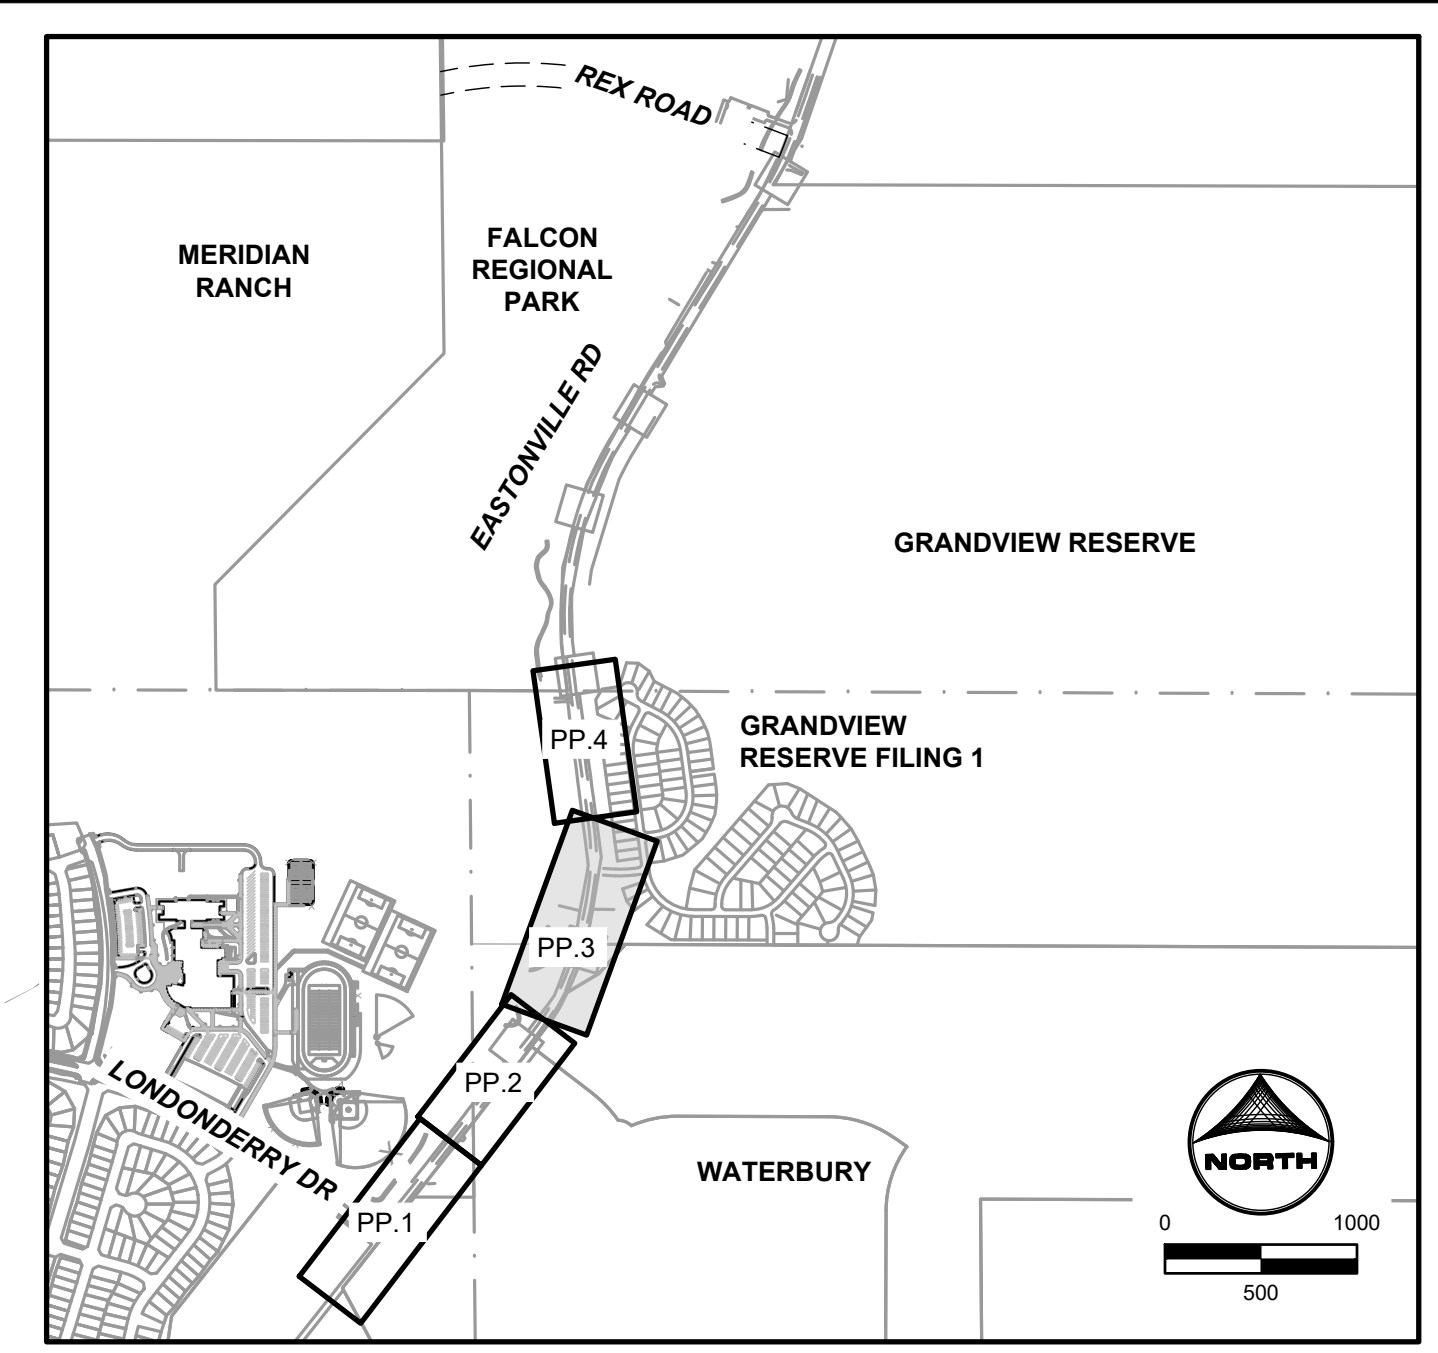 REX ROAD
MERIDIAN
RANCH
FALCON
REGIONAL
PARK
EASTONVILLE RD
GRANDVIEW RESERVE
GRANDVIEW
RESERVE FILING 1
PP.4
PP.3
PP.2
PP.1
LONDONDERRY DR
WATERBURY
NORTH
0 1000
500